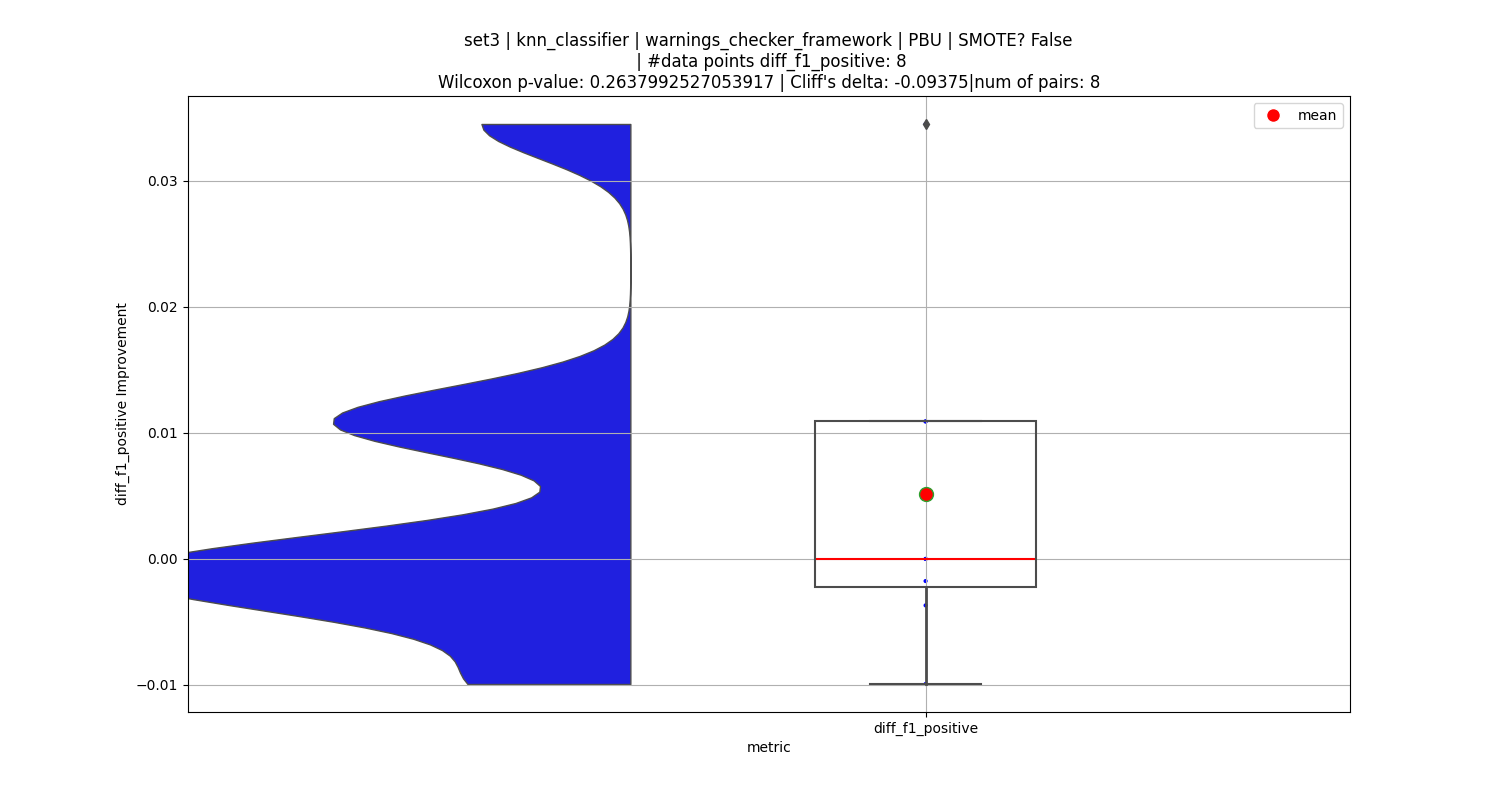 set3 | knn_classifier | warnings_checker_framework | PBU | SMOTE? False
| #data points diff_f1_positive: 8
Wilcoxon p-value: 0.2637992527053917 | Cliff's delta: -0.09375|num of pairs: 8
mean
0.03
0.02
0.01
0.00
−0.01
diff_f1_positive Improvement
diff_f1_positive
metric